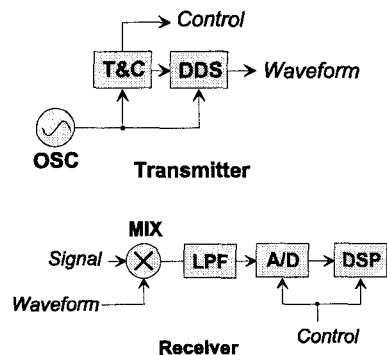 Control
T&C
DDS
Waveform
OSC
Transmitter
MIX
Signal
LPF
A/D
DSP
Waveform
Control
Receiver